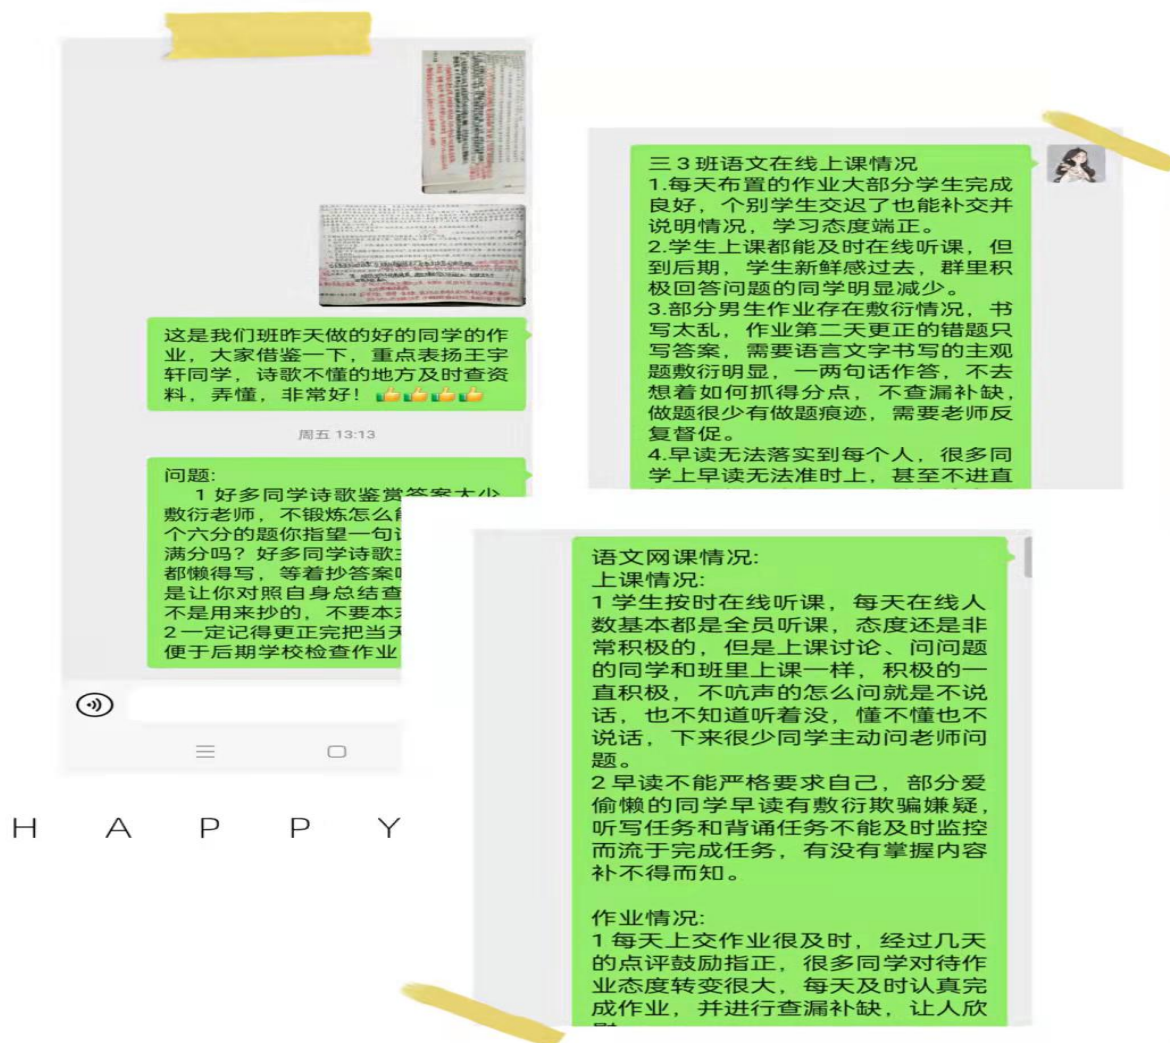 这是我们班昨天做的好的同学的作
业，大家借鉴一下，重点表扬王宇
轩同学，诗歌不懂的地方及时查资
料，弄懂，非常好！👍👍👍👍
周五 13:13
问题:
1 好多同学诗歌鉴赏答案太少
敷衍老师，不锻炼怎么
个六分的题你指望一句
满分吗？好多同学诗歌
都懒得写，等着抄答案
是让你对照自身总结查
不是用来抄的，不要本
2 一定记得更正完把当天
便于后期学校检查作业
三 3 班语文在线上课情况
1.每天布置的作业大部分学生完成
良好，个别学生交迟了也能补交并
说明情况，学习态度端正。
2.学生上课都能及时在线听课，但
到后期，学生新鲜感过去，群里积
极回答问题的同学明显减少。
3.部分男生作业存在敷衍情况，书
写太乱，作业第二天更正的错题只
写答案，需要语言文字书写的主观
题敷衍明显，一两句话作答，不去
想着如何抓得分点，不查漏补缺，
做题很少有做题痕迹，需要老师反
复督促。
4.早读无法落实到每个人，很多同
学上早读无法准时上，甚至不进直
语文网课情况:
上课情况:
1 学生按时在线听课，每天在线人
数基本都是全员听课，态度还是非
常积极的，但是上课讨论、问问题
的同学和班里上课一样，积极的一
直积极，不吭声的怎么问就是不说
话，也不知道听着没，懂不懂也不
说话，下来很少同学主动问老师问
题。
2 早读不能严格要求自己，部分爱
偷懒的同学早读有敷衍欺骗嫌疑，
听写任务和背诵任务不能及时监控
而流于完成任务，有没有掌握内容
补不得而知。
作业情况:
1 每天上交作业很及时，经过几天
的点评鼓励指正，很多同学对待作
业态度转变很大，每天及时认真完
成作业，并进行查漏补缺，让人欣
H A P P Y